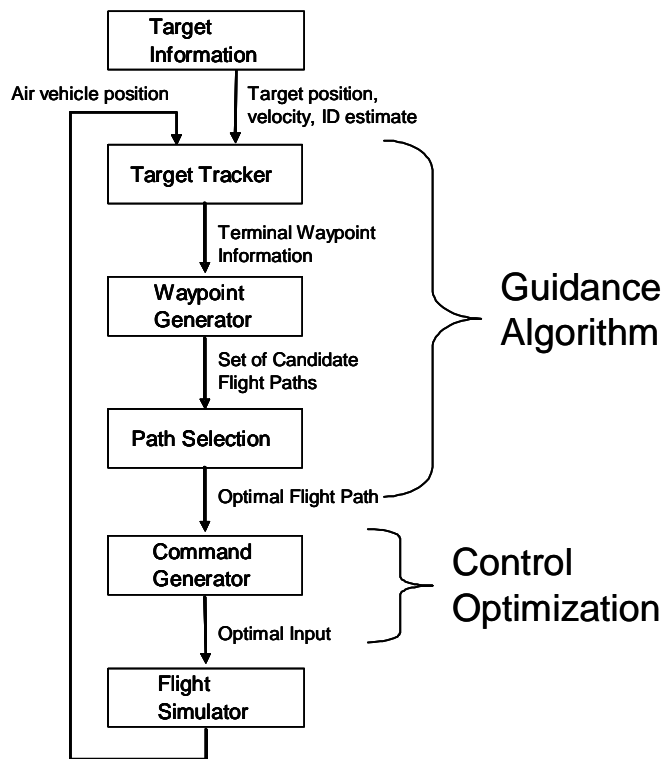 Target
Information
Air vehicle position
Target position,
velocity, ID estimate
Target Tracker
Terminal Waypoint
Information
Waypoint
Generator
Guidance
Algorithm
Set of Candidate
Flight Paths
Path Selection
Optimal Flight Path
Command
Generator
Control
Optimization
Optimal Input
Flight
Simulator